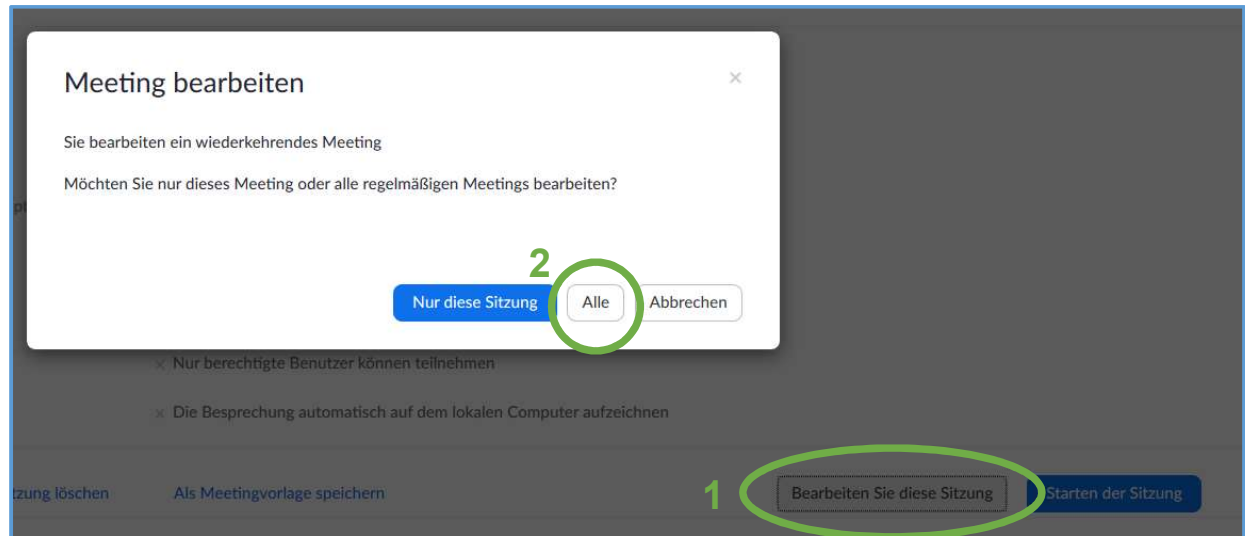 Meeting bearbeiten
×
Sie bearbeiten ein wiederkehrendes Meeting
Möchten Sie nur dieses Meeting oder alle regelmäßigen Meetings bearbeiten?
2
Nur diese Sitzung Alle Abbrechen
× Nur berechtigte Benutzer können teilnehmen
× Die Besprechung automatisch auf dem lokalen Computer aufzeichnen
tzung löschen Als Meetingvorlage speichern 1 Bearbeiten Sie diese Sitzung Starten der Sitzung